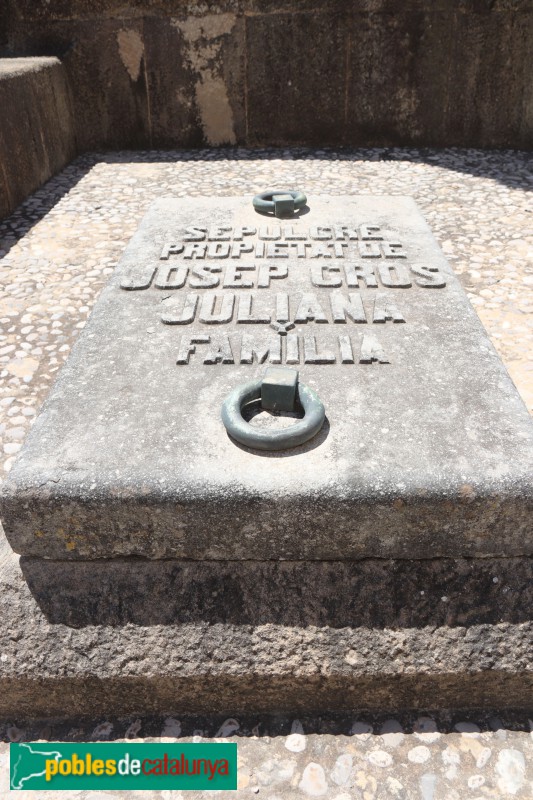 SEPULCRE
PROPIETAT DE
JOSEP GROS
JULIANA
Y
FAMILIA
poblesdecatalunya